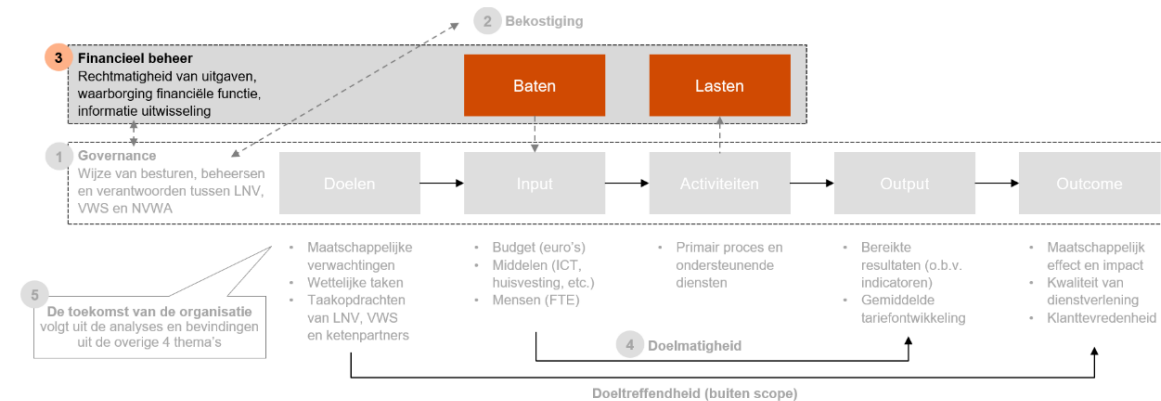 2 Bekostiging
3 Financieel beheer
Rechtmatigheid van uitgaven,
waarborging financiële functie,
informatie uitwisseling
Baten
Lasten
1 Governance
Wijze van besturen, beheersen
en verantwoorden tussen LNV,
VWS en NVWA
Doelen
Input
Activiteiten
Output
Outcome
• Maatschappelijke
verwachtingen
• Wettelijke taken
• Taakopdrachten
van LNV, VWS
en ketenpartners
• Budget (euro's)
• Middelen (ICT,
huisvesting, etc.)
• Mensen (FTE)
• Primair proces en
ondersteunende
diensten
• Bereikte
resultaten (o.b.v.
indicatoren)
• Gemiddelde
tariefontwikkeling
• Maatschappelijk
effect en impact
• Kwaliteit van
dienstverlening
• Klanttevredenheid
5
De toekomst van de organisatie
volgt uit de analyses en bevindingen
uit de overige 4 thema's
4 Doelmatigheid
Doeltreffendheid (buiten scope)